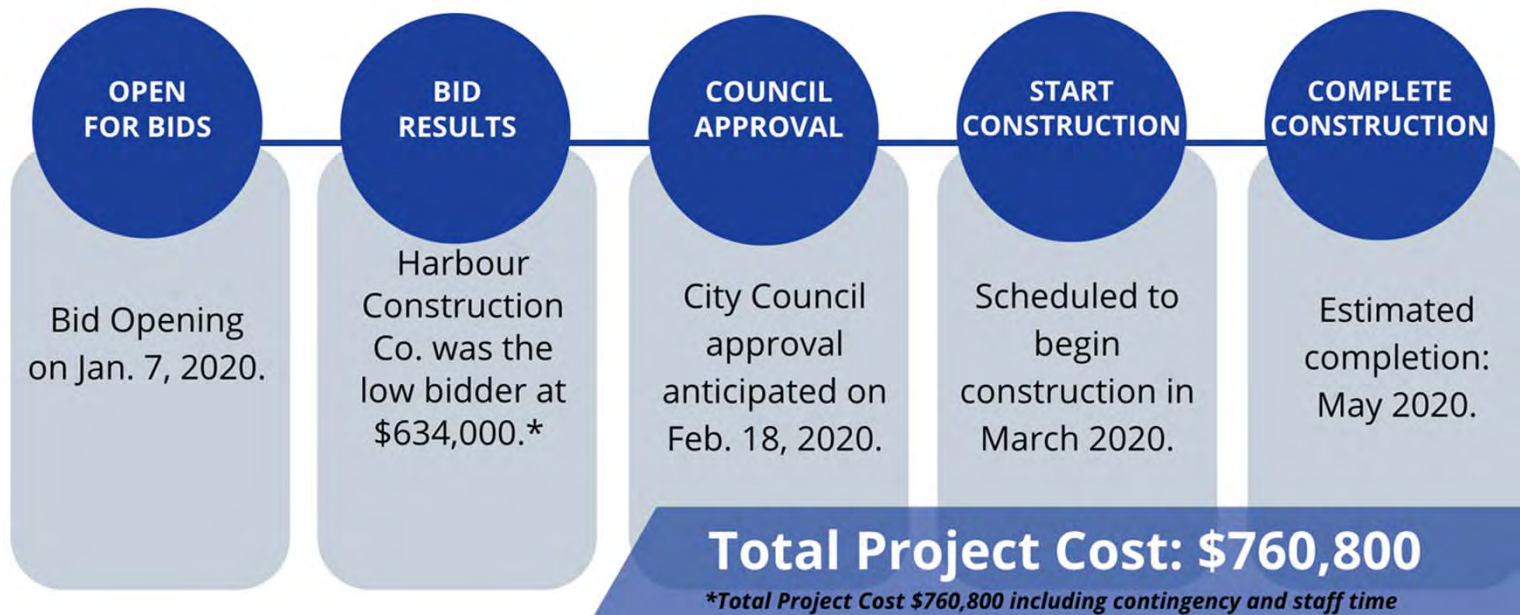 OPEN
FOR BIDS
Bid Opening
on Jan. 7, 2020.
BID
RESULTS
Harbour
Construction
Co. was the
low bidder at
$634,000.*
COUNCIL
APPROVAL
City Council
approval
anticipated on
Feb. 18, 2020.
START
CONSTRUCTION
Scheduled to
begin
construction in
March 2020.
COMPLETE
CONSTRUCTION
Estimated
completion:
May 2020.
Total Project Cost: $760,800
*Total Project Cost $760,800 including contingency and staff time